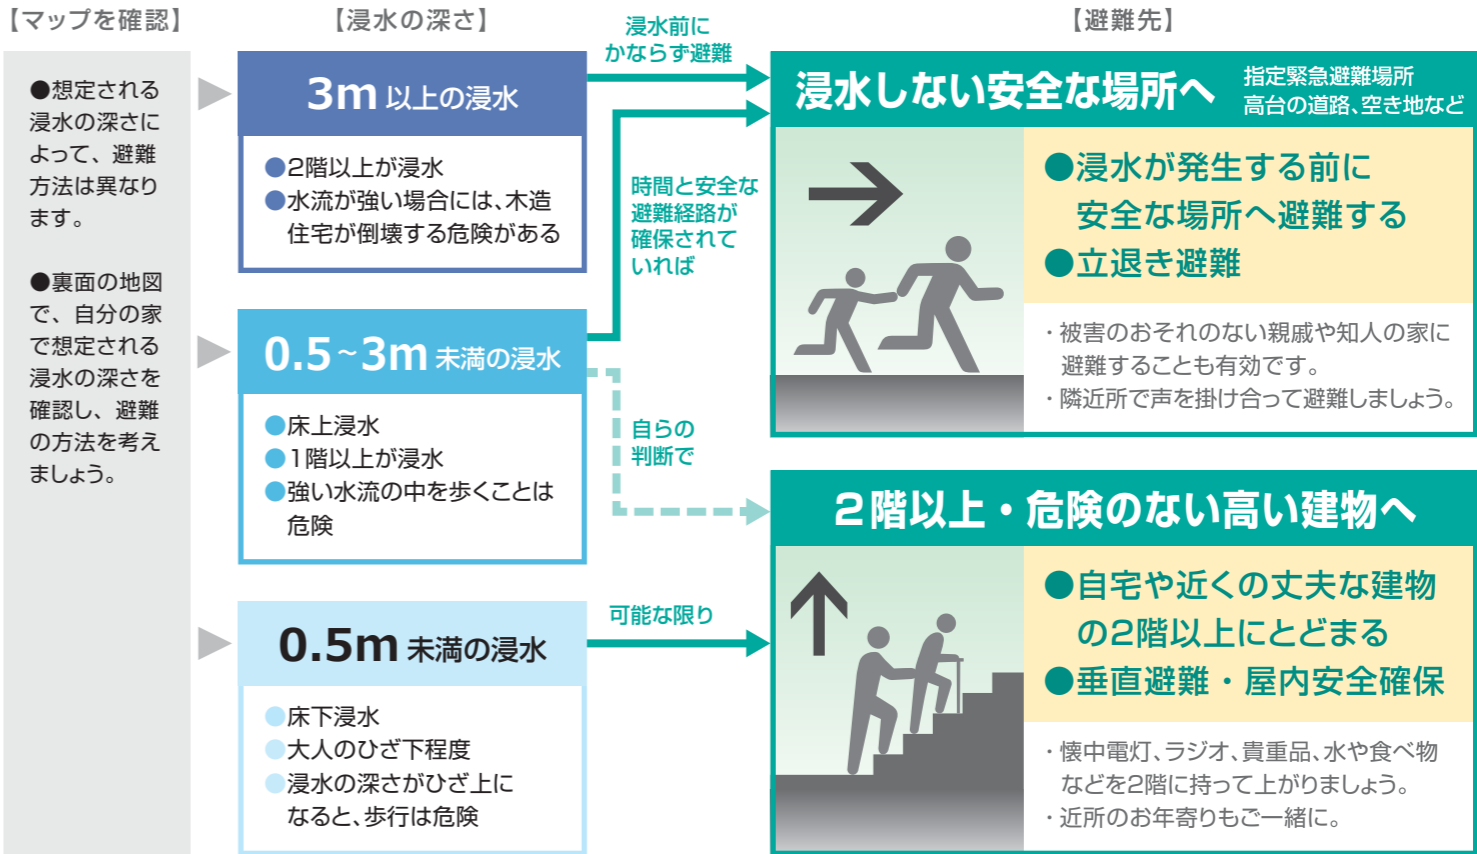 【マップを確認】
●想定される
浸水の深さに
よって、避難
方法は異なり
ます。
●裏面の地図
で、自分の家
で想定される
浸水の深さを
確認し、避難
の方法を考え
ましょう。
【浸水の深さ】
3m 以上の浸水
●2階以上が浸水
●水流が強い場合には、木造
住宅が倒壊する危険がある
0.5~3m 未満の浸水
●床上浸水
●1階以上が浸水
●強い水流の中を歩くことは
危険
0.5m 未満の浸水
●床下浸水
●大人のひざ下程度
●浸水の深さがひざ上に
なると、歩行は危険
浸水前に
かならず避難
時間と安全な
避難経路が
確保されて
いれば
自らの
判断で
可能な限り
【避難先】
浸水しない安全な場所へ
指定緊急避難場所
高台の道路、空き地など
●浸水が発生する前に
安全な場所へ避難する
●立退き避難
・被害のおそれのない親戚や知人の家に
避難することも有効です。
・隣近所で声を掛け合って避難しましょう。
2階以上・危険のない高い建物へ
●自宅や近くの丈夫な建物
の2階以上にとどまる
●垂直避難・屋内安全確保
・懐中電灯、ラジオ、貴重品、水や食べ物
などを2階に持って上がりましょう。
・近所のお年寄りもご一緒に。